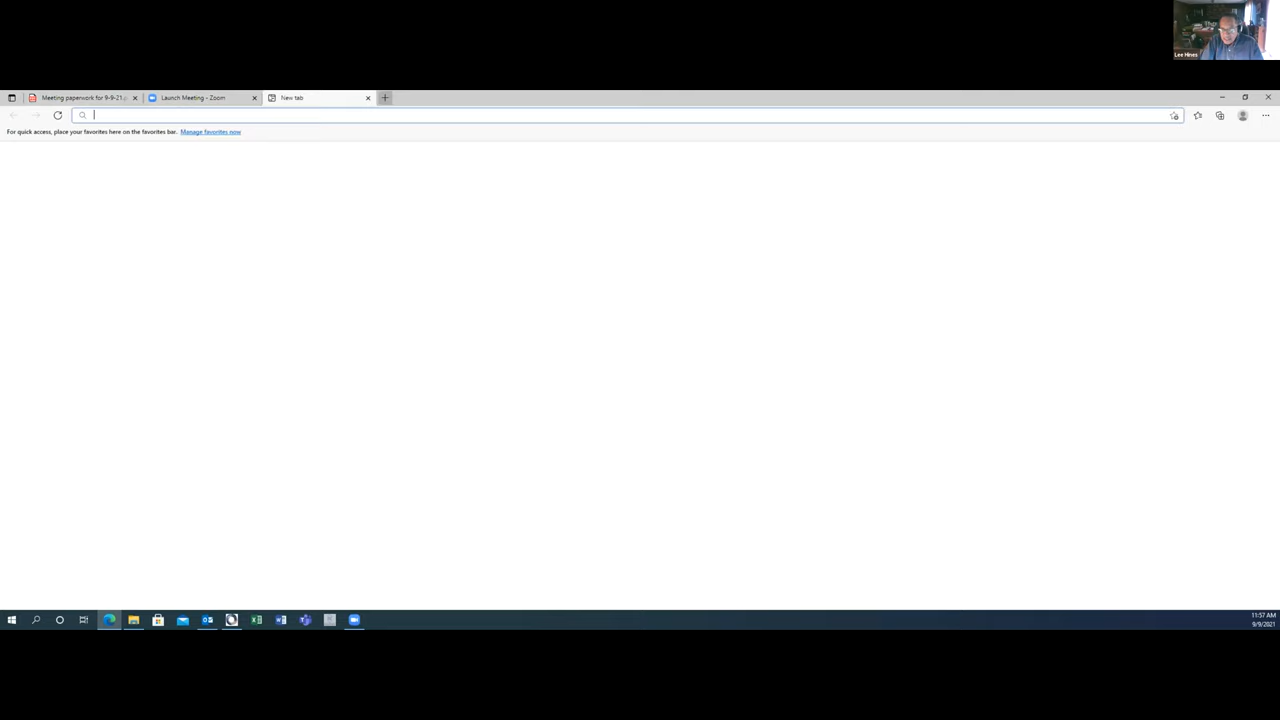 Lee Hines
Meeting paperwork for 9-9-21.p
Launch Meeting - Zoom
New tab
For quick access, place your favorites here on the favorites bar. Manage favorites now
11:57 AM
9/9/2021